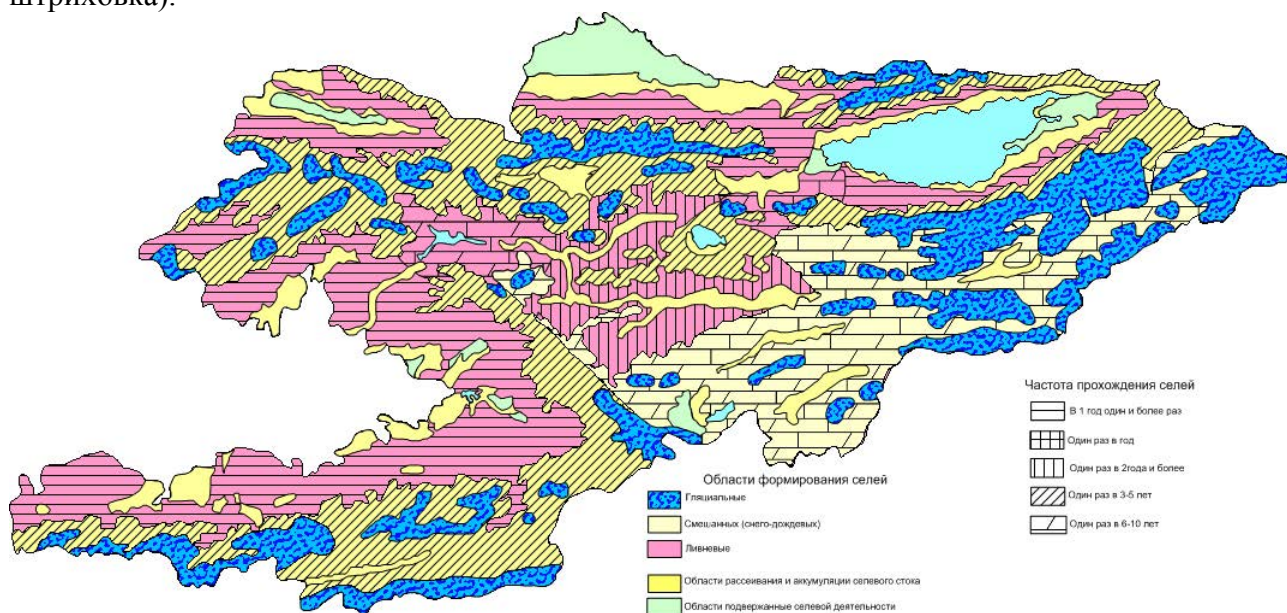 штриховка).
Частота прохождения селей
В 1 год один и более раз
Один раз в год
Один раз в 2года и более
Один раз в 3-5 лет
Один раз в 6-10 лет
Области формирования селей
Гляциальные
Смешанных (снего-дождевых)
Ливневые
Области рассеивания и аккумуляции селевого стока
Области подвержанные селевой деятельности